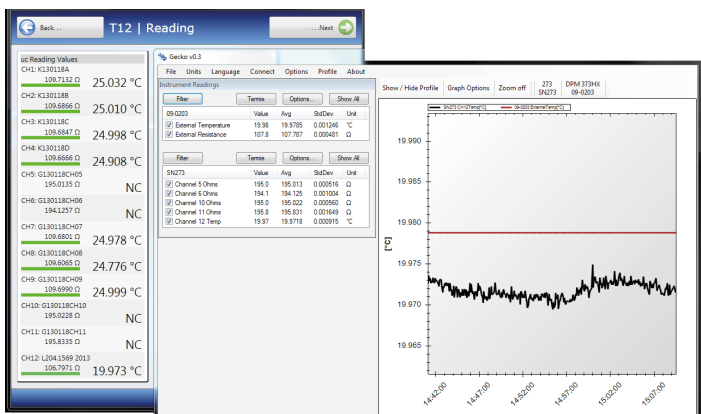 Back...
T12 | Reading
...Next
uc Reading Values
CH1: K130118A
109.7132 Ω
25.032 °C
CH2: K130118B
109.6866 Ω
25.010 °C
CH3: K130118C
109.6847 Ω
24.998 °C
CH4: K130118D
109.6666 Ω
24.908 °C
CH5: G130118CH05
195.0135 Ω
NC
CH6: G130118CH06
194.1257 Ω
NC
CH7: G130118CH07
109.6801 Ω
24.978 °C
CH8: G130118CH08
109.6065 Ω
24.776 °C
CH9: G130118CH09
109.6990 Ω
24.999 °C
CH10: G130118CH10
195.0228 Ω
NC
CH11: G130118CH11
195.8335 Ω
NC
CH12: L204.1569 2013
106.7971 Ω
19.973 °C
Gecko v0.3
File Units Language Connect Options Profile About
Instrument Readings
Filter Termie Options... Show All
09-0203 Value Avg StdDev Unit
External Temperature 19.98 19.9785 0.001246 °C
External Resistance 107.8 107.787 0.000481 Ω
Filter Termie Options... Show All
SN273 Value Avg StdDev Unit
Channel 5 Ohms 195.0 195.013 0.000516 Ω
Channel 6 Ohms 194.1 194.125 0.001004 Ω
Channel 10 Ohms 195.0 195.022 0.000560 Ω
Channel 11 Ohms 195.8 195.831 0.001649 Ω
Channel 12 Temp 19.97 19.9718 0.000915 °C
Show / Hide Profile Graph Options Zoom off
273
SN273
DPM 373HX
09-0203
SN273 CH12Temp[°C] 09-0203 ExternalTemp[°C]
[°C]
19.990
19.985
19.980
19.975
19.970
19.965
14:42:00 14:47:00 14:52:00 14:57:00 15:02:00 15:07:00